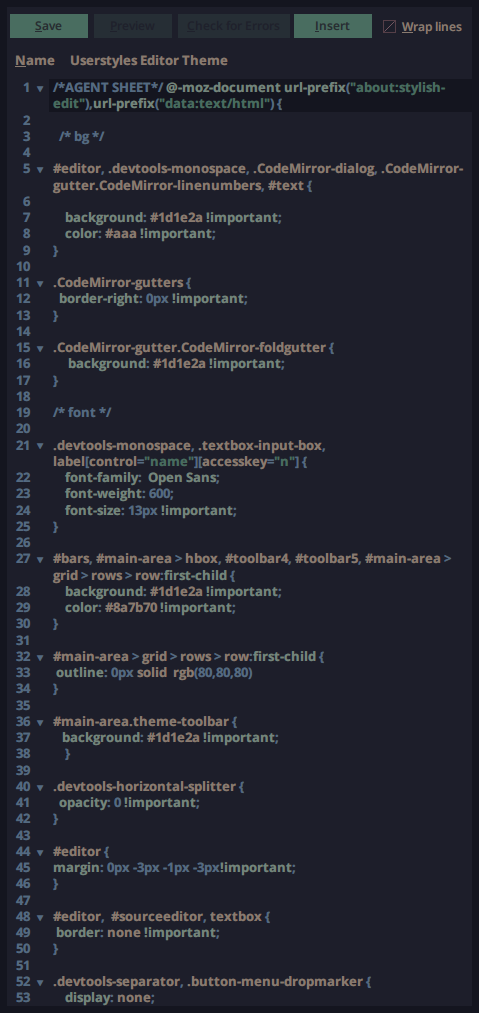 Save Preview Check for Errors Insert Wrap lines
Name Userstyles Editor Theme
1 /*AGENT SHEET*/ @-moz-document url-prefix("about:stylish-
edit"),url-prefix("data:text/html") {
2
3 /* bg */
4
5 #editor, .devtools-monospace, .CodeMirror-dialog, .CodeMirror-
gutter.CodeMirror-linenumbers, #text {
6
7 background: #1d1e2a !important;
8 color: #aaa !important;
9 }
10
11 .CodeMirror-gutters {
12 border-right: 0px !important;
13 }
14
15 .CodeMirror-gutter.CodeMirror-foldgutter {
16 background: #1d1e2a !important;
17 }
18
19 /* font */
20
21 .devtools-monospace, .textbox-input-box,
label[control="name"][accesskey="n"] {
22 font-family: Open Sans;
23 font-weight: 600;
24 font-size: 13px !important;
25 }
26
27 #bars, #main-area > hbox, #toolbar4, #toolbar5, #main-area >
grid > rows > row:first-child {
28 background: #1d1e2a !important;
29 color: #8a7b70 !important;
30 }
31
32 #main-area > grid > rows > row:first-child {
33 outline: 0px solid rgb(80,80,80)
34 }
35
36 #main-area.theme-toolbar {
37 background: #1d1e2a !important;
38 }
39
40 .devtools-horizontal-splitter {
41 opacity: 0 !important;
42 }
43
44 #editor {
45 margin: 0px -3px -1px -3px!important;
46 }
47
48 #editor, #sourceeditor, textbox {
49 border: none !important;
50 }
51
52 .devtools-separator, .button-menu-dropmarker {
53 display: none;